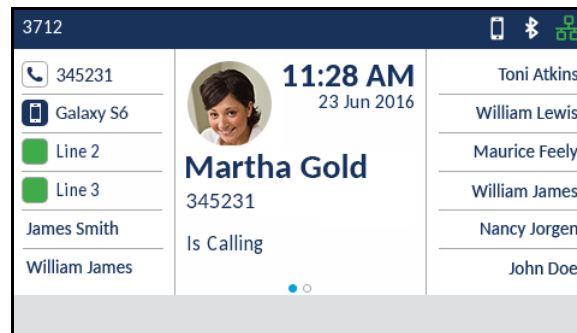 3712
345231
Galaxy S6
Line 2
Line 3
James Smith
William James
11:28 AM
23 Jun 2016
Martha Gold
345231
Is Calling
Toni Atkins
William Lewis
Maurice Feely
William James
Nancy Jorgen
John Doe